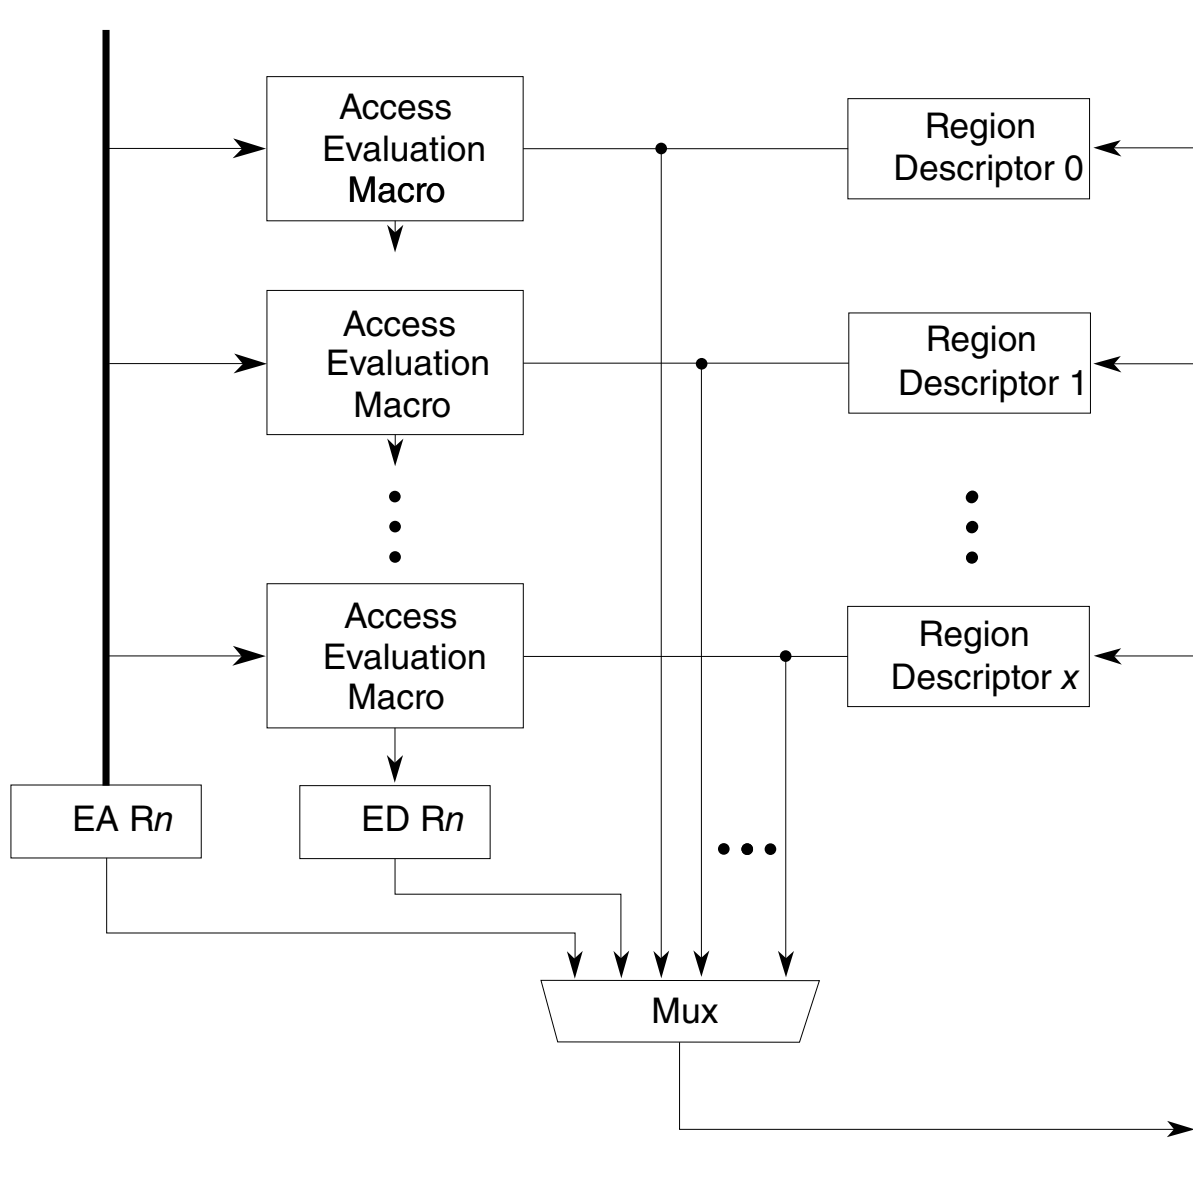 Access
Evaluation
Macro
Region
Descriptor 0
Access
Evaluation
Macro
Region
Descriptor 1
Access
Evaluation
Macro
Region
Descriptor x
EA Rn
ED Rn
Mux